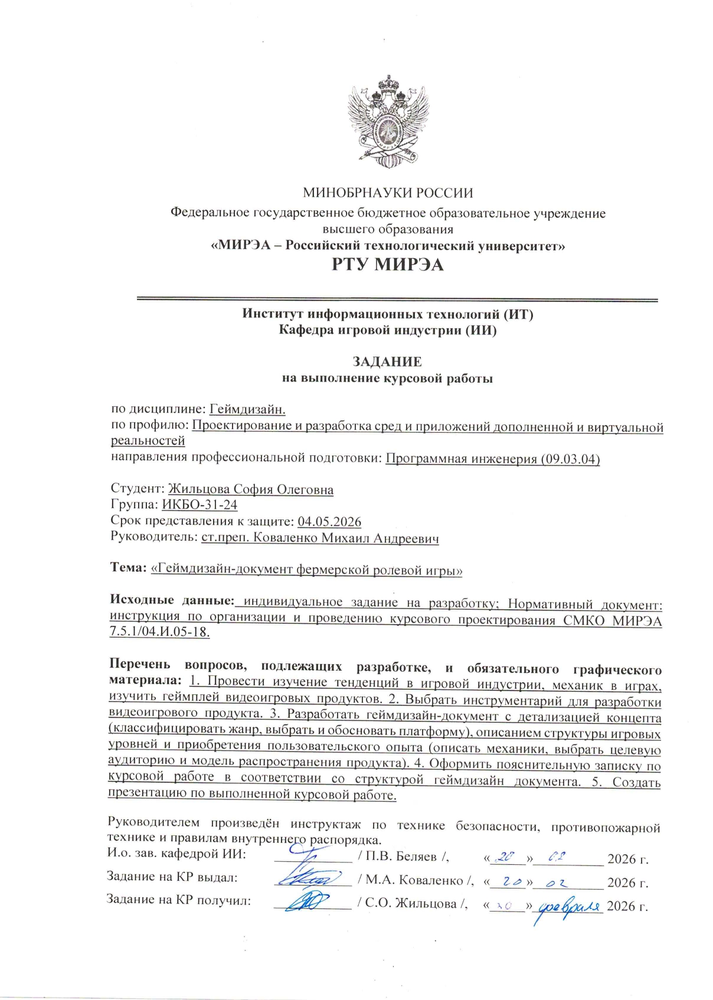 МИНОБРНАУКИ РОССИИ
Федеральное государственное бюджетное образовательное учреждение
высшего образования
«МИРЭА – Российский технологический университет»
РТУ МИРЭА
Институт информационных технологий (ИТ)
Кафедра игровой индустрии (ИИ)
ЗАДАНИЕ
на выполнение курсовой работы
по дисциплине: Геймдизайн.
по профилю: Проектирование и разработка сред и приложений дополненной и виртуальной
реальностей
направления профессиональной подготовки: Программная инженерия (09.03.04)
Студент: Жильцова София Олеговна
Группа: ИКБО-31-24
Срок представления к защите: 04.05.2026
Руководитель: ст.преп. Коваленко Михаил Андреевич
Тема: «Геймдизайн-документ фермерской ролевой игры»
Исходные данные: индивидуальное задание на разработку; Нормативный документ:
инструкция по организации и проведению курсового проектирования СМКО МИРЭА
7.5.1/04.И.05-18.
Перечень вопросов, подлежащих разработке, и обязательного графического
материала: 1. Провести изучение тенденций в игровой индустрии, механик в играх,
изучить геймплей видеоигровых продуктов. 2. Выбрать инструментарий для разработки
видеоигрового продукта. 3. Разработать геймдизайн-документ с детализацией концепта
(классифицировать жанр, выбрать и обосновать платформу), описанием структуры игровых
уровней и приобретения пользовательского опыта (описать механики, выбрать целевую
аудиторию и модель распространения продукта). 4. Оформить пояснительную записку по
курсовой работе в соответствии со структурой геймдизайн документа. 5. Создать
презентацию по выполненной курсовой работе.
Руководителем произведён инструктаж по технике безопасности, противопожарной
технике и правилам внутреннего распорядка.
И.о. зав. кафедрой ИИ: / П.В. Беляев /, «20» 02 2026 г.
Задание на КР выдал: / М.А. Коваленко /, «20» 02 2026 г.
Задание на КР получил: / С.О. Жильцова /, «20» февраля 2026 г.